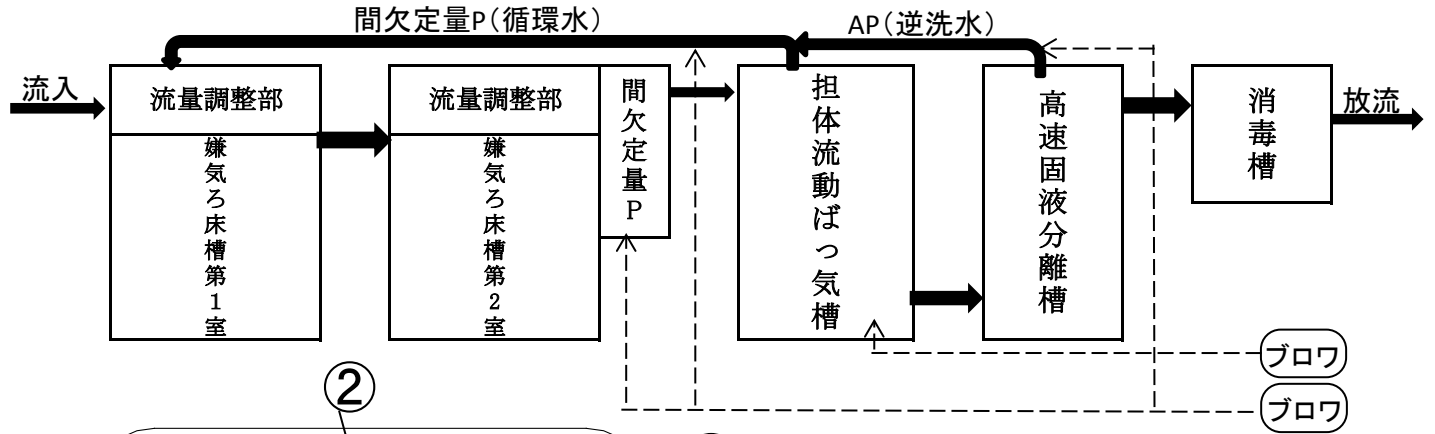 間欠定量P(循環水)
AP(逆洗水)
流入
流量調整部
嫌気ろ床槽第1室
流量調整部
嫌気ろ床槽第2室
間欠定量P
担体流動ばっ気槽
高速固液分離槽
消毒槽
放流
ブロワ
ブロワ
②